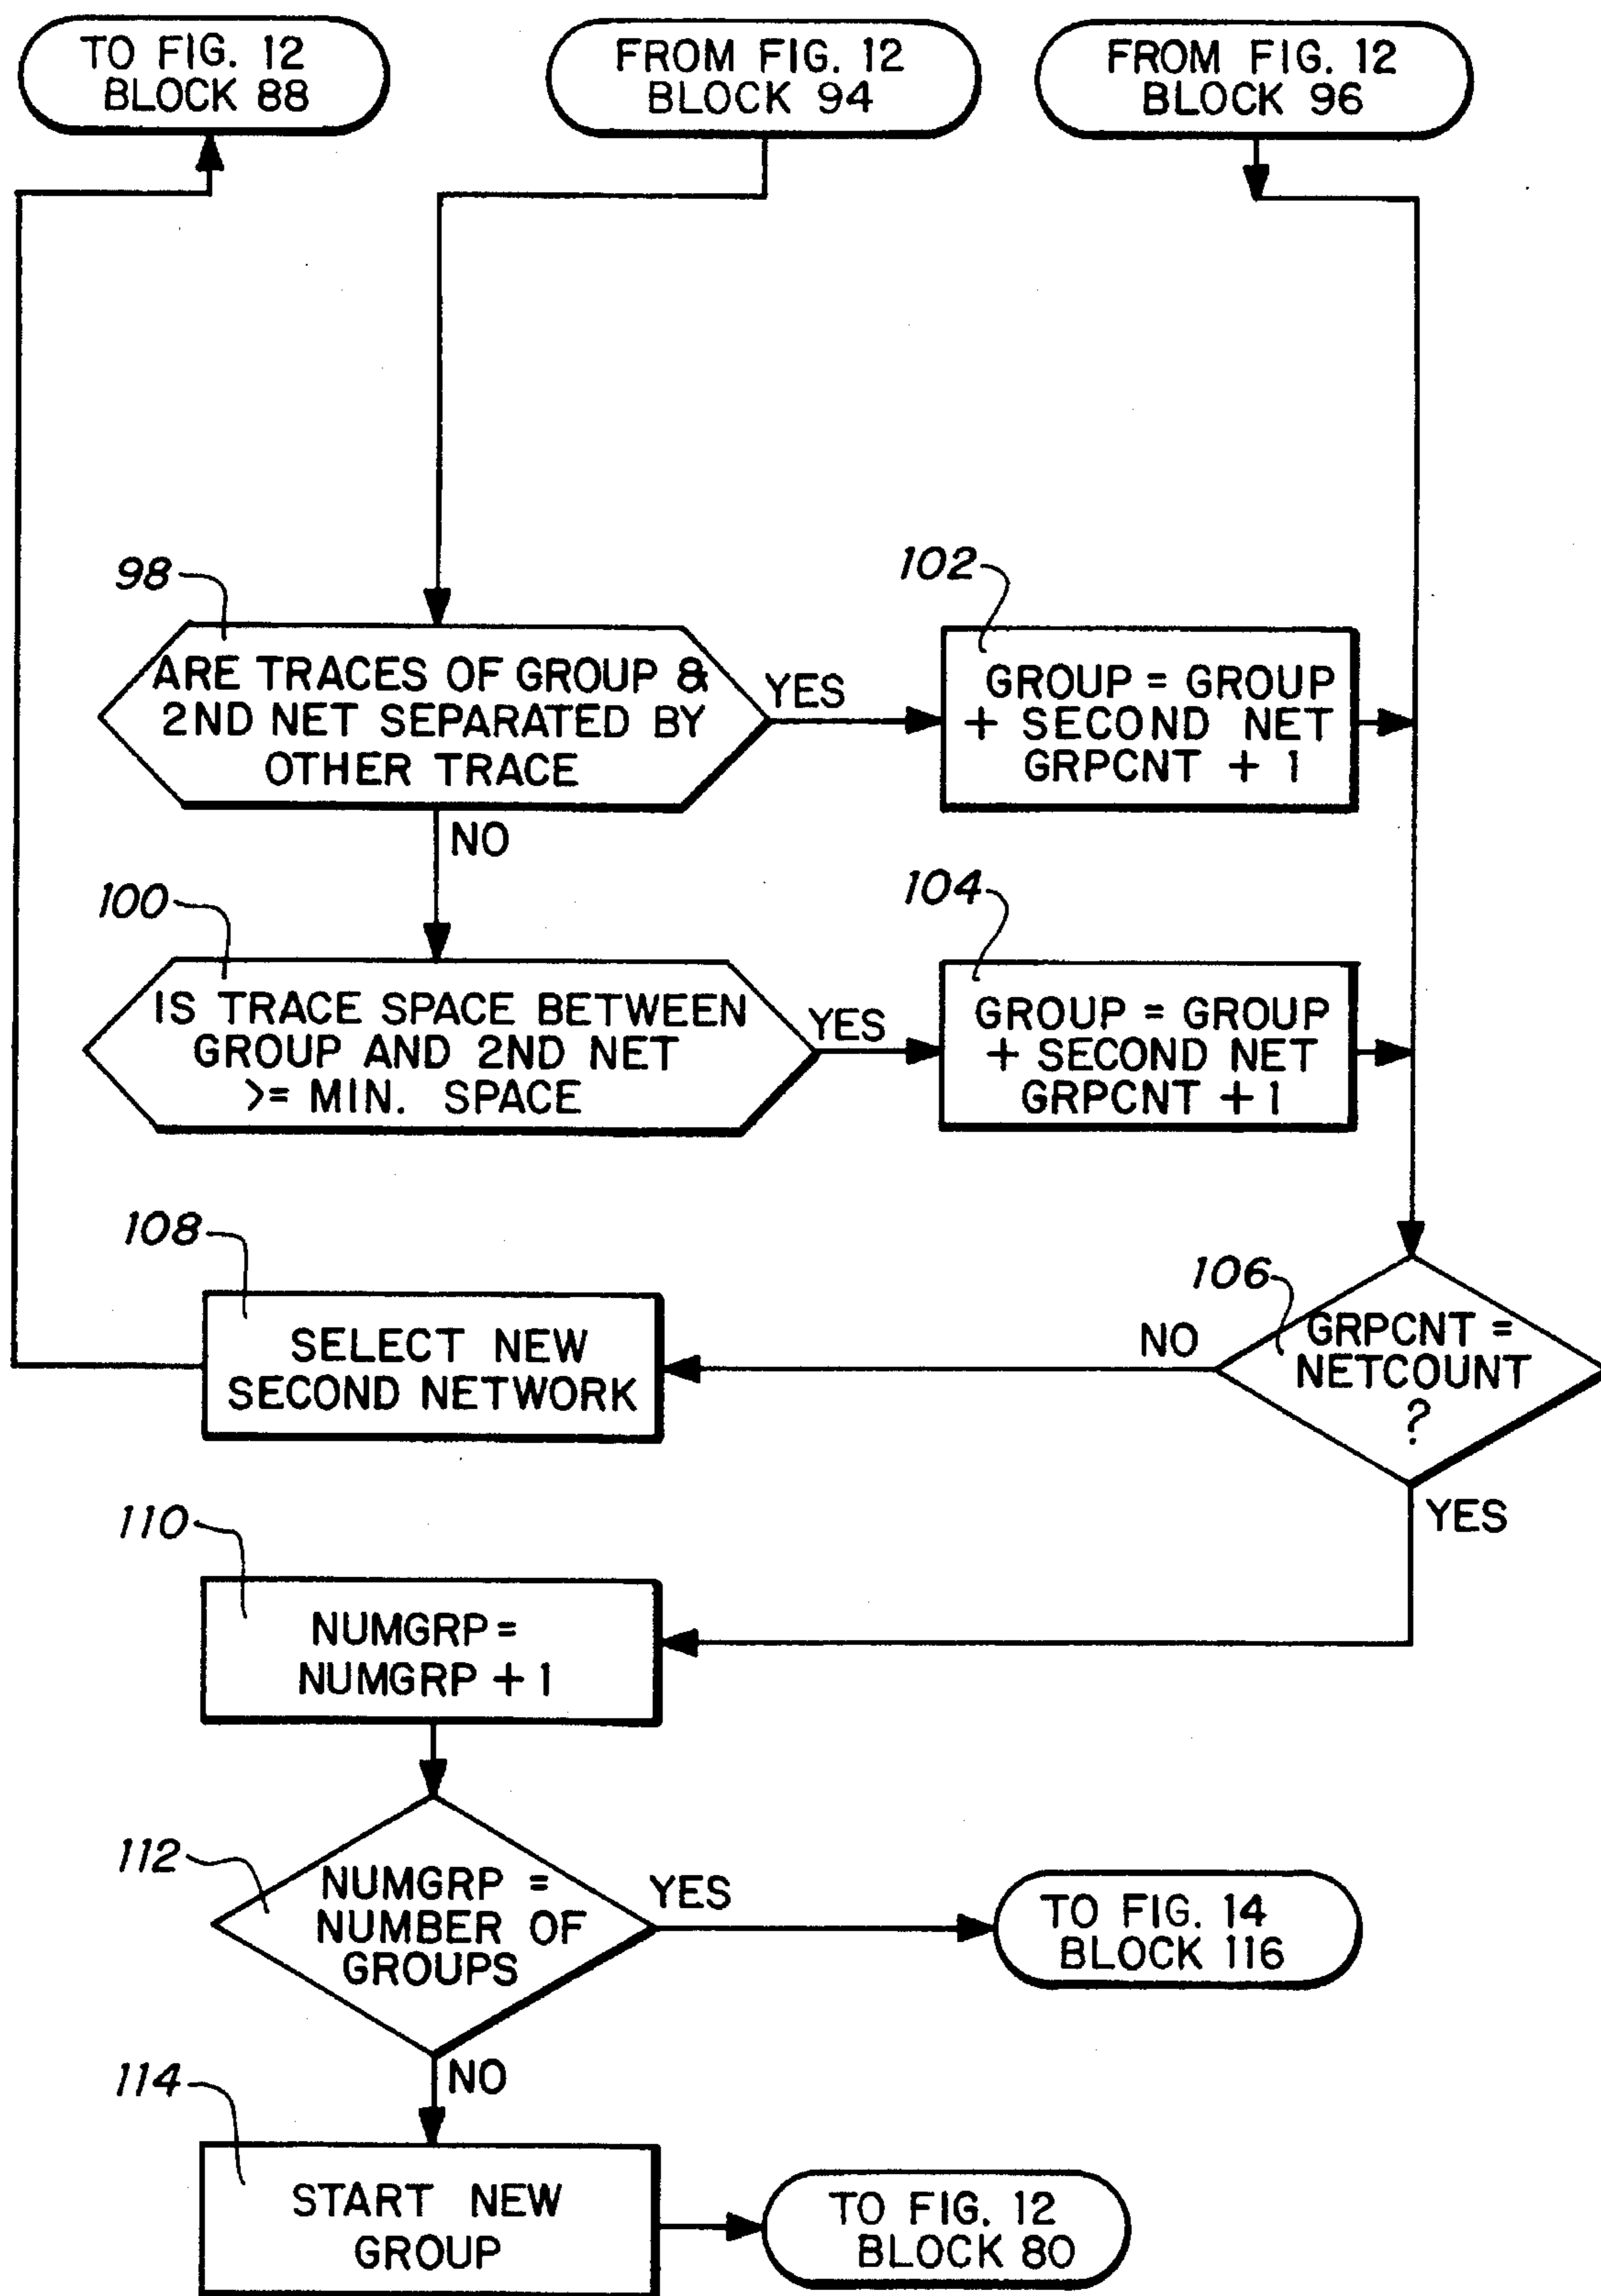 TO FIG. 12
BLOCK 88
FROM FIG. 12
BLOCK 94
FROM FIG. 12
BLOCK 96
98
ARE TRACES OF GROUP &
2ND NET SEPARATED BY
OTHER TRACE
YES
NO
102
GROUP = GROUP
+ SECOND NET
GRPCNT + 1
100
IS TRACE SPACE BETWEEN
GROUP AND 2ND NET
>= MIN. SPACE
YES
104
GROUP = GROUP
+ SECOND NET
GRPCNT + 1
106
GRPCNT =
NETCOUNT
?
NO
YES
108
SELECT NEW
SECOND NETWORK
110
NUMGRP =
NUMGRP + 1
112
NUMGRP =
NUMBER OF
GROUPS
YES
NO
TO FIG. 14
BLOCK 116
114
START NEW
GROUP
TO FIG. 12
BLOCK 80